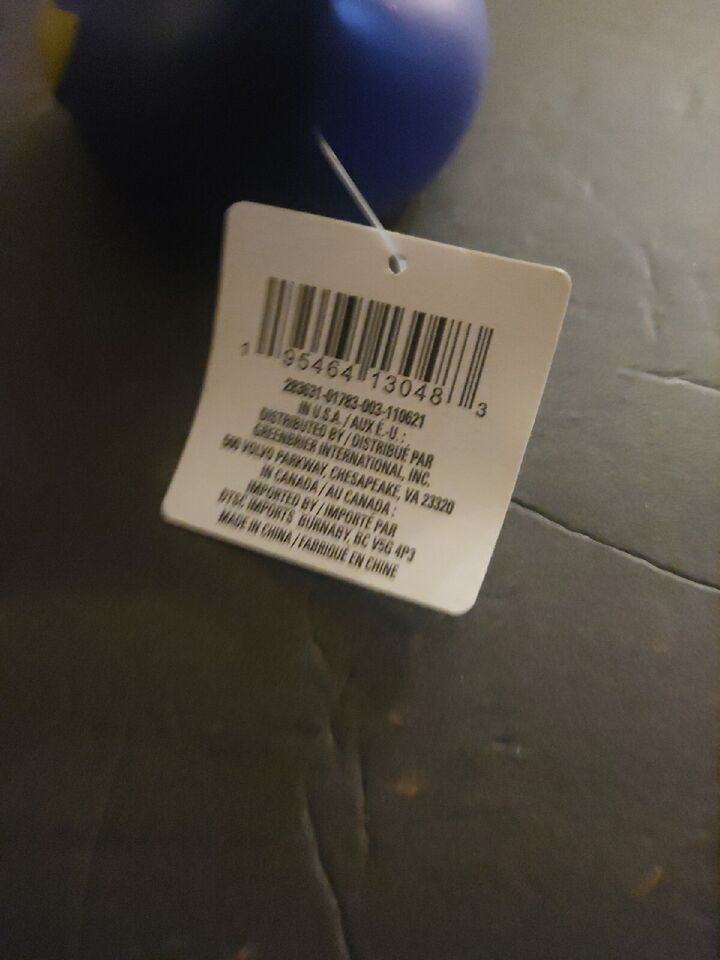 1 95464 13048 3
283631-01783-003-110621
IN U.S.A. / AUX É.-U. :
DISTRIBUTED BY / DISTRIBUÉ PAR
GREENBRIER INTERNATIONAL, INC.
500 VOLVO PARKWAY, CHESAPEAKE, VA 23320
IN CANADA / AU CANADA :
IMPORTED BY / IMPORTÉ PAR
DTSC IMPORTS BURNABY, BC V5G 4P3
MADE IN CHINA / FABRIQUÉ EN CHINE